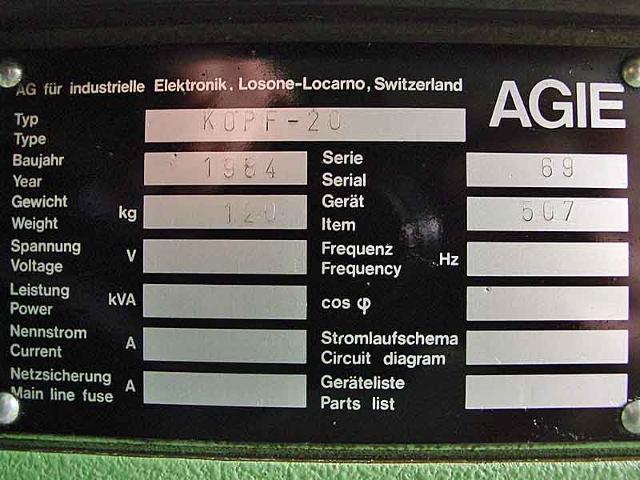 AG für industrielle Elektronik, Losone-Locarno, Switzerland AGIE
Typ
Type KOPF-20
Baujahr
Year 1984
Serie
Serial 69
Gewicht
Weight kg 120
Gerät
Item 507
Spannung
Voltage V
Frequenz
Frequency Hz
Leistung
Power kVA
cos φ
Nennstrom
Current A
Stromlaufschema
Circuit diagram
Netzsicherung
Main line fuse A
Geräteliste
Parts list